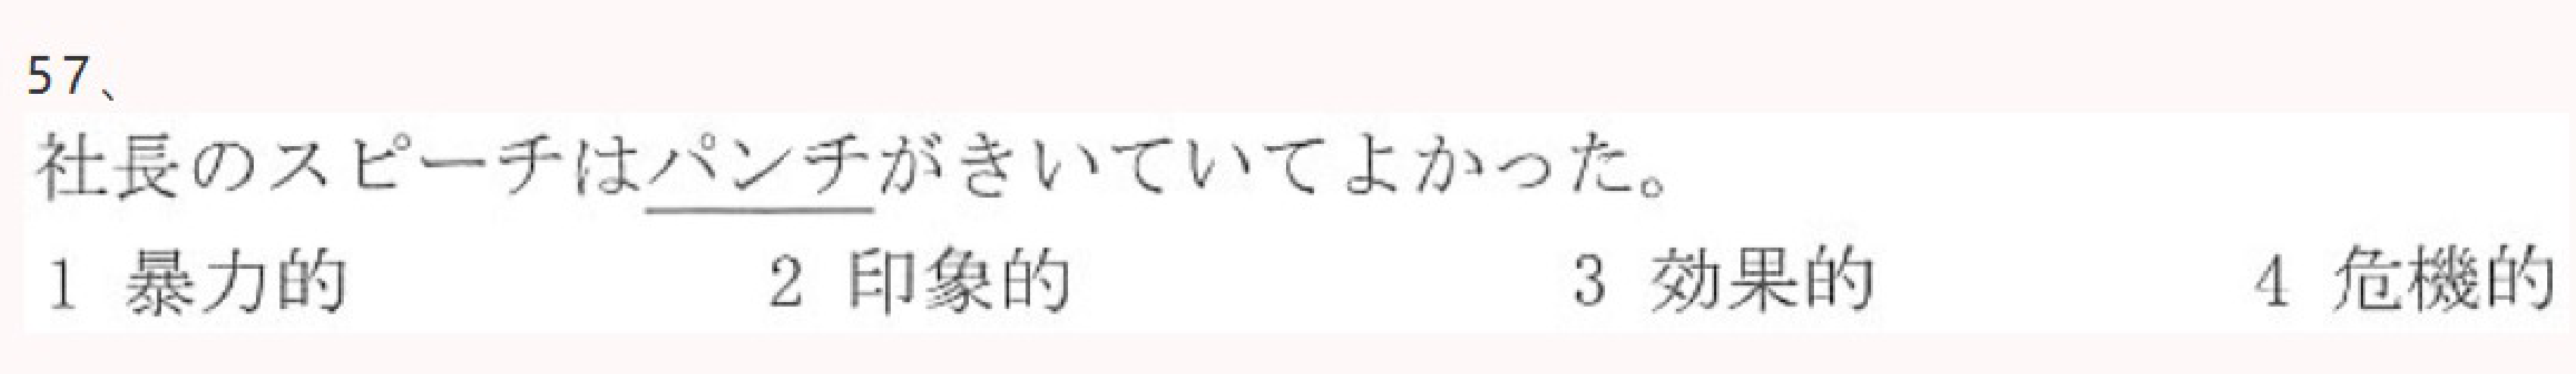 57、
社長のスピーチはパンチがきいていてよかった。
1 暴力的 2 印象的 3 効果的 4 危機的